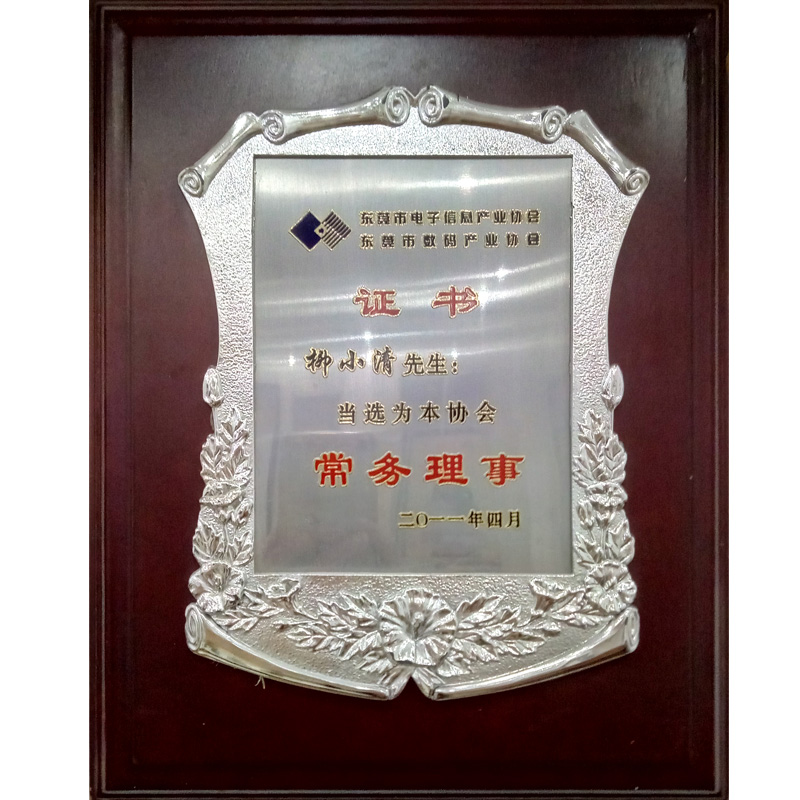 东莞市电子信息产业协会
东莞市数码产业协会
证书
柳小清先生：
当选为本协会
常务理事
二〇一一年四月